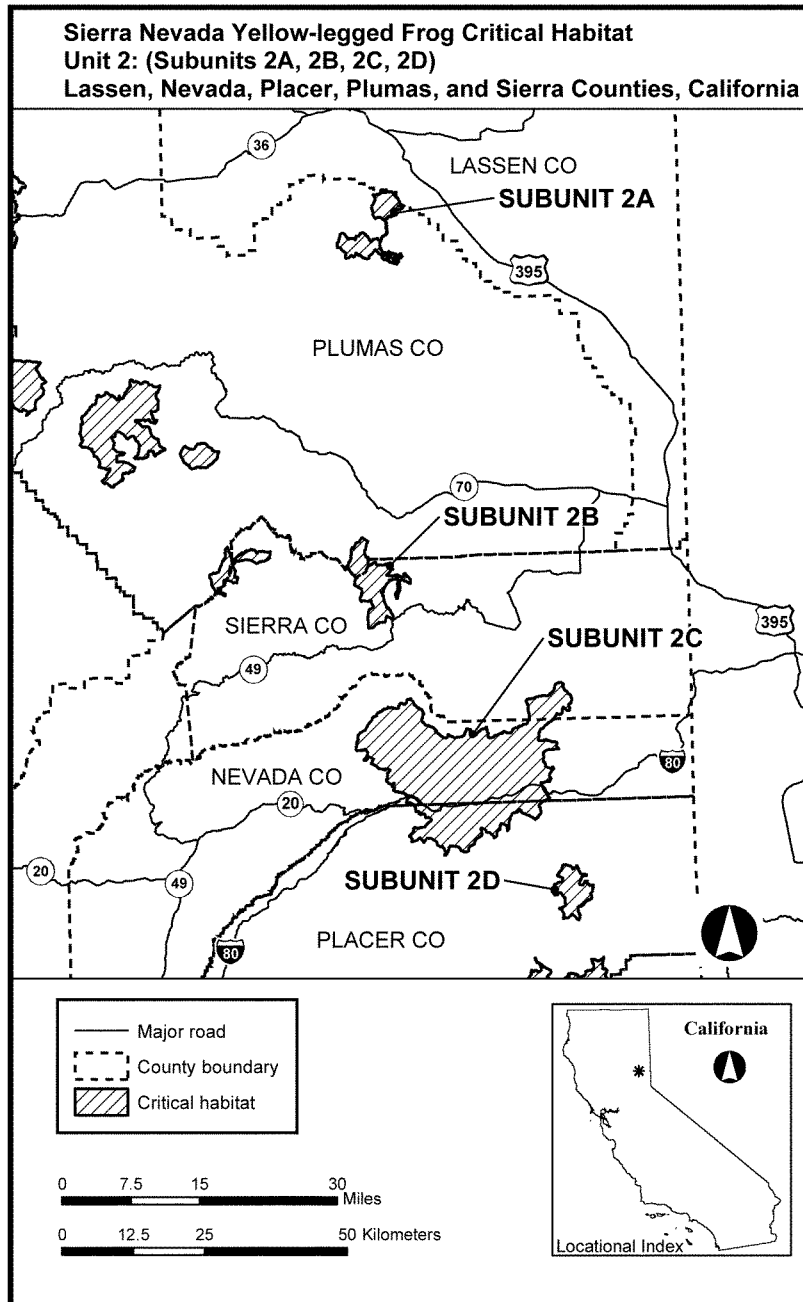 Sierra Nevada Yellow-legged Frog Critical Habitat
Unit 2: (Subunits 2A, 2B, 2C, 2D)
Lassen, Nevada, Placer, Plumas, and Sierra Counties, California
36
LASSEN CO
SUBUNIT 2A
395
PLUMAS CO
70
SUBUNIT 2B
SIERRA CO
395
SUBUNIT 2C
49
80
NEVADA CO
20
20
49
SUBUNIT 2D
PLACER CO
80
Major road
County boundary
Critical habitat
California
0 7.5 15 30
Miles
0 12.5 25 50 Kilometers
Locational Index